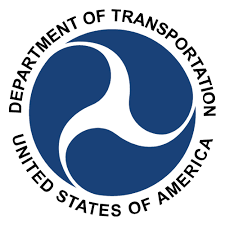 DEPARTMENT OF TRANSPORTATION
UNITED STATES OF AMERICA